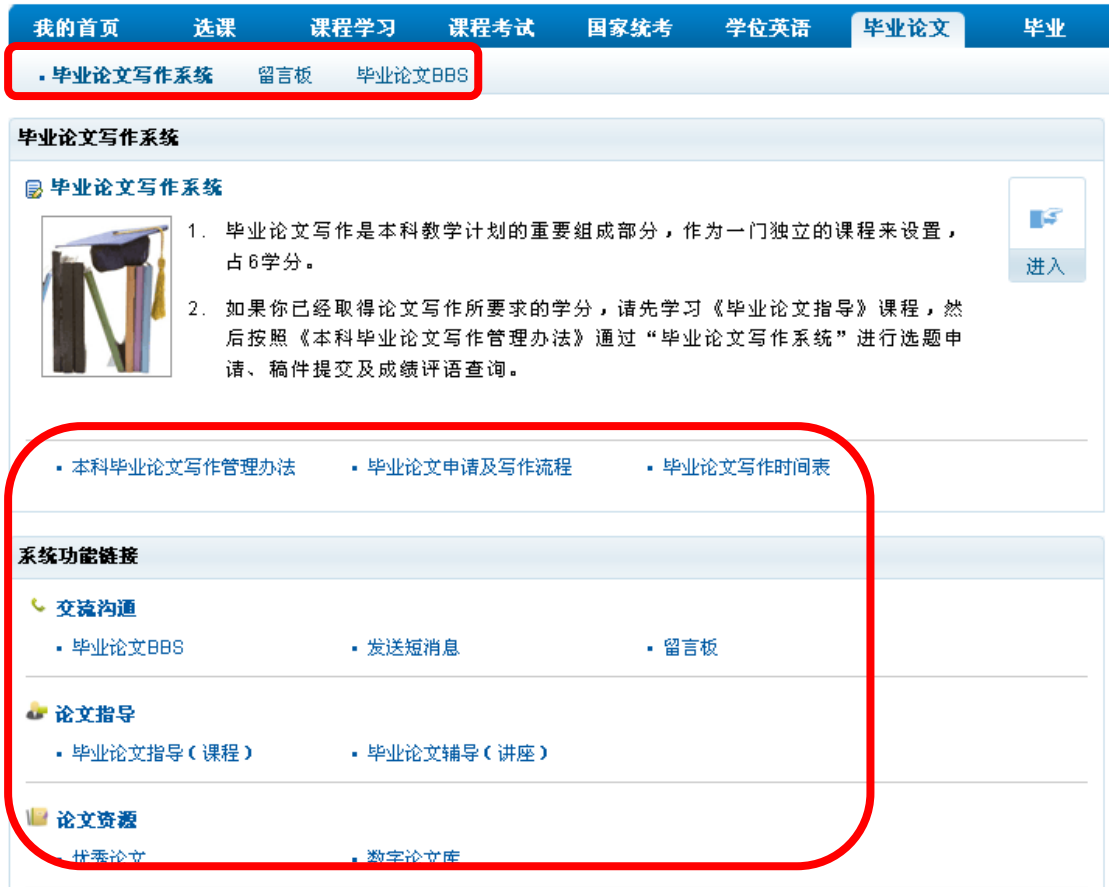 我的首页 选课 课程学习 课程考试 国家统考 学位英语 毕业论文 毕业
▪ 毕业论文写作系统 留言板 毕业论文BBS
毕业论文写作系统
毕业论文写作系统
1. 毕业论文写作是本科教学计划的重要组成部分，作为一门独立的课程来设置，
占6学分。
进入
2. 如果你已经取得论文写作所要求的学分，请先学习《毕业论文指导》课程，然
后按照《本科毕业论文写作管理办法》通过“毕业论文写作系统”进行选题申
请、稿件提交及成绩评语查询。
▪ 本科毕业论文写作管理办法 ▪ 毕业论文申请及写作流程 ▪ 毕业论文写作时间表
系统功能链接
交流沟通
▪ 毕业论文BBS ▪ 发送短消息 ▪ 留言板
论文指导
▪ 毕业论文指导（课程） ▪ 毕业论文辅导（讲座）
论文资源
▪ 优秀论文 ▪ 数字论文库